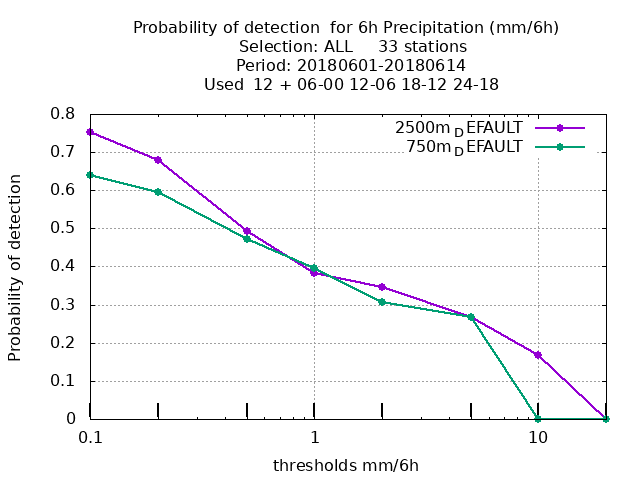 Probability of detection  for 6h Precipitation (mm/6h)
Selection: ALL     33 stations
Period: 20180601-20180614
Used  12 + 06-00 12-06 18-12 24-18
2500m_DEFAULT
750m_DEFAULT
Probability of detection
0.8
0.7
0.6
0.5
0.4
0.3
0.2
0.1
0
0.1
1
10
thresholds mm/6h